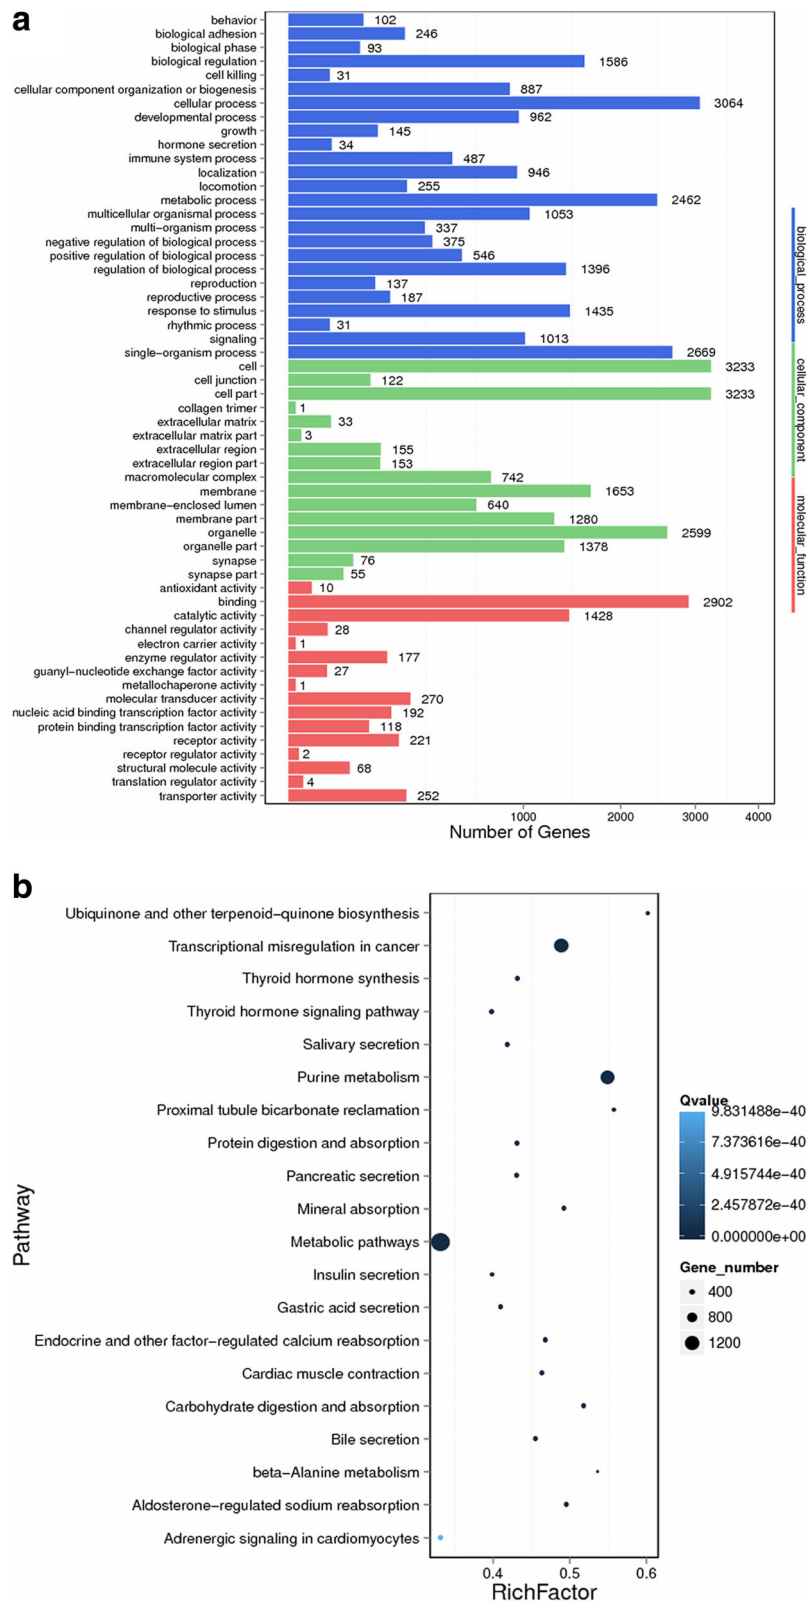 a
behavior 102
biological adhesion 246
biological phase 93
biological regulation 1586
cell killing 31
cellular component organization or biogenesis 887
cellular process 3064
developmental process 962
growth 145
hormone secretion 34
immune system process 487
localization 946
locomotion 255
metabolic process 2462
multicellular organismal process 1053
multi-organism process 337
negative regulation of biological process 375
positive regulation of biological process 546
regulation of biological process 1396
reproduction 137
reproductive process 187
response to stimulus 1435
rhythmic process 31
signaling 1013
single-organism process 2669
cell 3233
cell junction 122
cell part 3233
collagen trimer 1
extracellular matrix 33
extracellular matrix part 3
extracellular region 155
extracellular region part 153
macromolecular complex 742
membrane 1653
membrane-enclosed lumen 640
membrane part 1280
organelle 2599
organelle part 1378
synapse 76
synapse part 55
antioxidant activity 10
binding 2902
catalytic activity 1428
channel regulator activity 28
electron carrier activity 1
enzyme regulator activity 177
guanyl-nucleotide exchange factor activity 27
metallochaperone activity 1
molecular transducer activity 270
nucleic acid binding transcription factor activity 192
protein binding transcription factor activity 118
receptor activity 221
receptor regulator activity 2
structural molecule activity 68
translation regulator activity 4
transporter activity 252
biological_process
cellular_component
molecular_function
1000 2000 3000 4000
Number of Genes
b
Pathway
Ubiquinone and other terpenoid-quinone biosynthesis
Transcriptional misregulation in cancer
Thyroid hormone synthesis
Thyroid hormone signaling pathway
Salivary secretion
Purine metabolism
Proximal tubule bicarbonate reclamation
Protein digestion and absorption
Pancreatic secretion
Mineral absorption
Metabolic pathways
Insulin secretion
Gastric acid secretion
Endocrine and other factor-regulated calcium reabsorption
Cardiac muscle contraction
Carbohydrate digestion and absorption
Bile secretion
beta-Alanine metabolism
Aldosterone-regulated sodium reabsorption
Adrenergic signaling in cardiomyocytes
0.4 0.5 0.6
RichFactor
Qvalue
9.831488e-40
7.373616e-40
4.915744e-40
2.457872e-40
0.000000e+00
Gene_number
400
800
1200